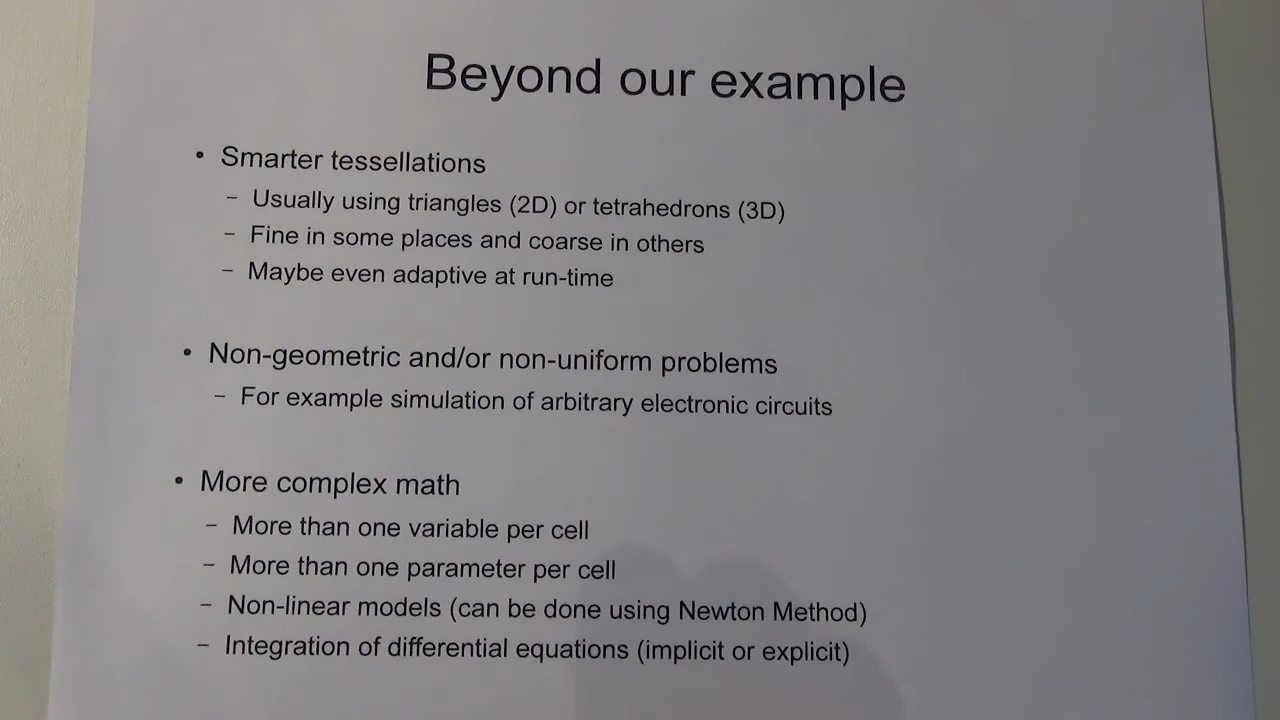 Beyond our example
• Smarter tessellations
– Usually using triangles (2D) or tetrahedrons (3D)
– Fine in some places and coarse in others
– Maybe even adaptive at run-time
• Non-geometric and/or non-uniform problems
– For example simulation of arbitrary electronic circuits
• More complex math
– More than one variable per cell
– More than one parameter per cell
– Non-linear models (can be done using Newton Method)
– Integration of differential equations (implicit or explicit)